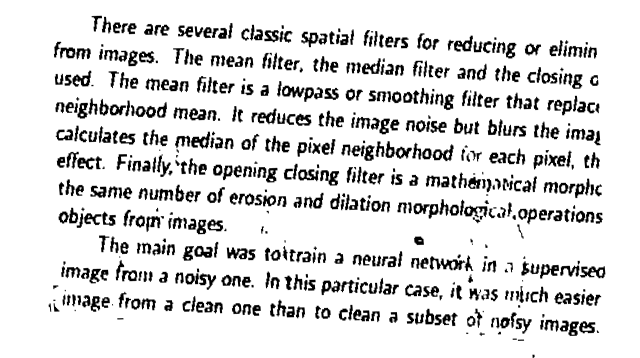 There are several classic spatial filters for reducing or elimin
from images. The mean filter, the median filter and the closing o
used. The mean filter is a lowpass or smoothing filter that replace
neighborhood mean. It reduces the image noise but blurs the imag
calculates the median of the pixel neighborhood for each pixel, th
effect. Finally, the opening closing filter is a mathematical morpho
the same number of erosion and dilation morphological operations
objects from images.
The main goal was to train a neural network in a supervised
image from a noisy one. In this particular case, it was much easier
image from a clean one than to clean a subset of noisy images.